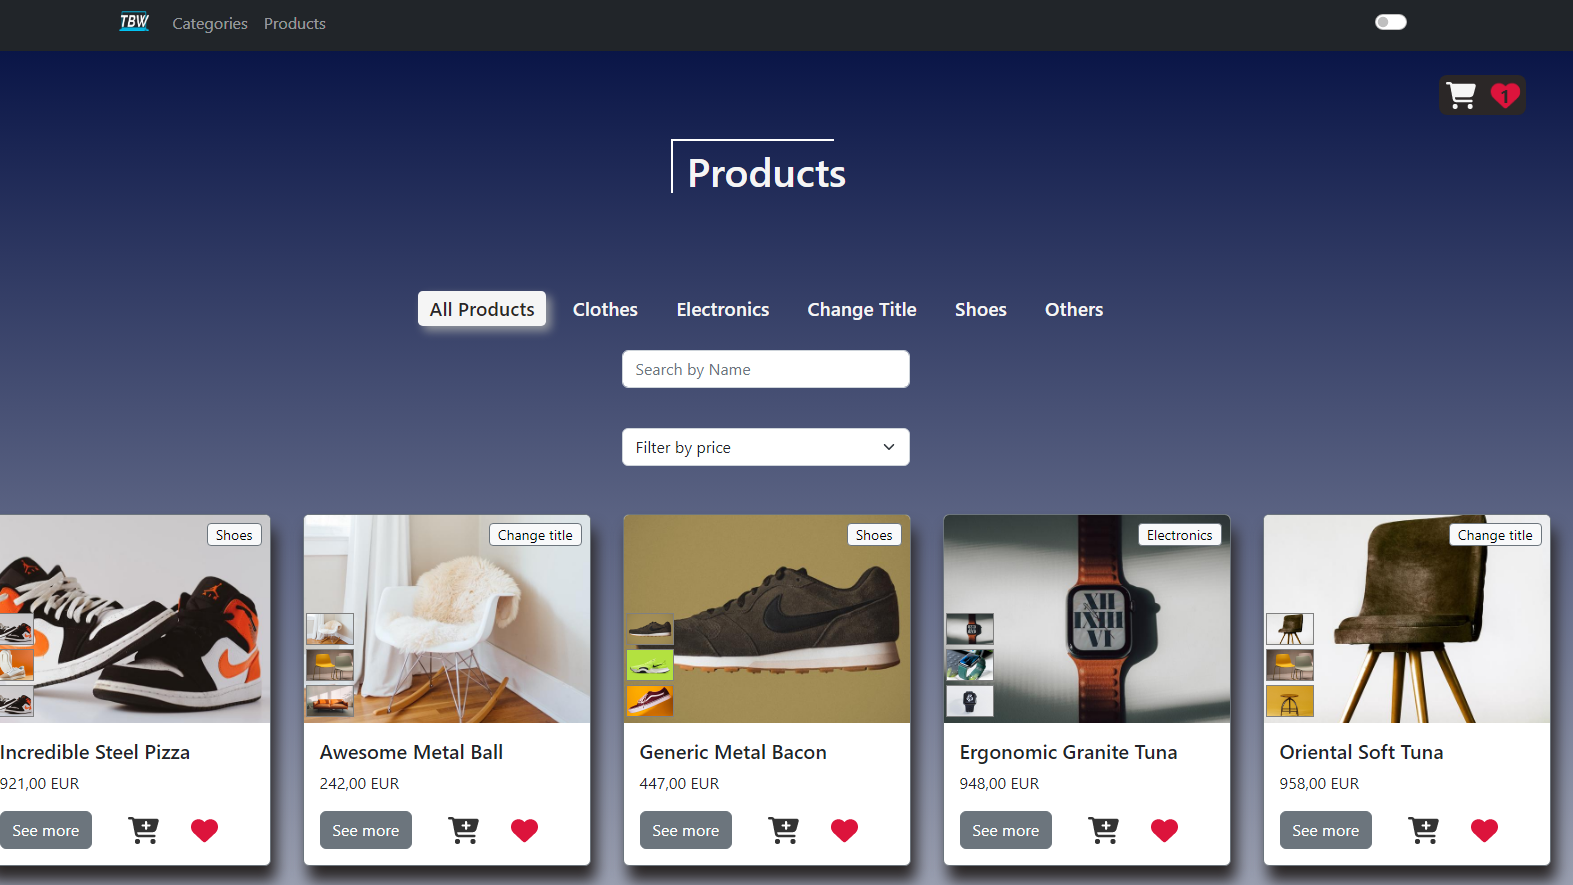 TBW
Categories
Products
1
Products
All Products
Clothes
Electronics
Change Title
Shoes
Others
Search by Name
Filter by price
Shoes
Change title
Shoes
Electronics
Change title
XII
IXIII
VI
Incredible Steel Pizza
Awesome Metal Ball
Generic Metal Bacon
Ergonomic Granite Tuna
Oriental Soft Tuna
921,00 EUR
242,00 EUR
447,00 EUR
948,00 EUR
958,00 EUR
See more
See more
See more
See more
See more